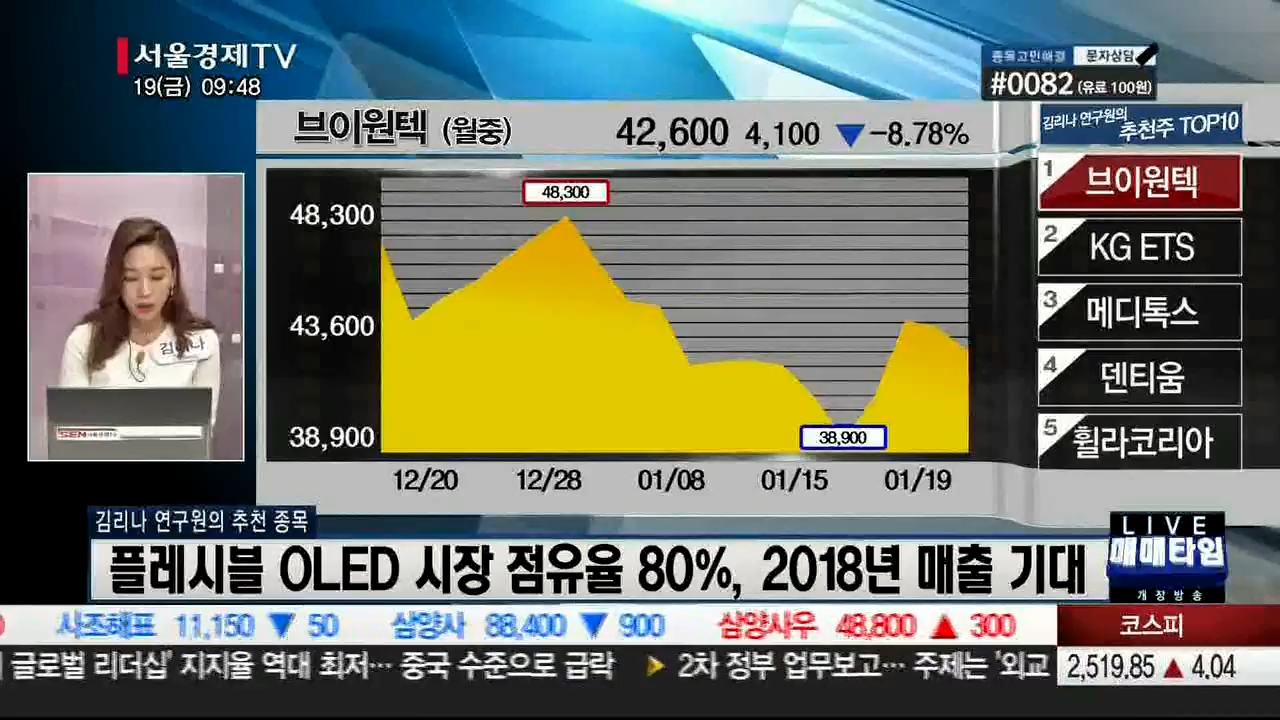 서울경제TV
19(금) 09:48
종목고민해결 문자상담
#0082 (유료 100원)
브이원텍 (월중) 42,600 4,100 ▼-8.78%
김리나 연구원의 추천주 TOP10
1 브이원텍
2 KG ETS
3 메디톡스
4 덴티움
5 휠라코리아
48,300
48,300
43,600
38,900
38,900
12/20 12/28 01/08 01/15 01/19
김리나
SEN 서울경제TV
김리나 연구원의 추천 종목
플레시블 OLED 시장 점유율 80%, 2018년 매출 기대
LIVE
매매타임
개장방송
사조해표 11,150 ▼ 50 삼양사 88,400 ▼ 900 삼양사우 48,800 ▲ 300 코스피
글로벌 리더십' 지지율 역대 최저… 중국 수준으로 급락 ▶ 2차 정부 업무보고… 주제는 '외교 2,519.85 ▲ 4.04